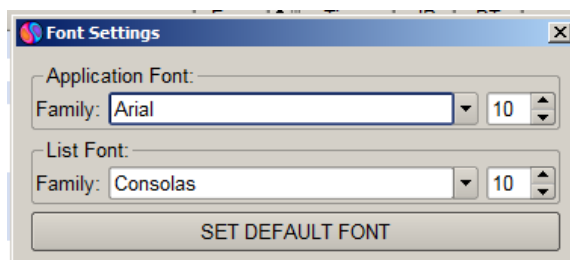 Font Settings
Application Font:
Family: Arial 10
List Font:
Family: Consolas 10
SET DEFAULT FONT